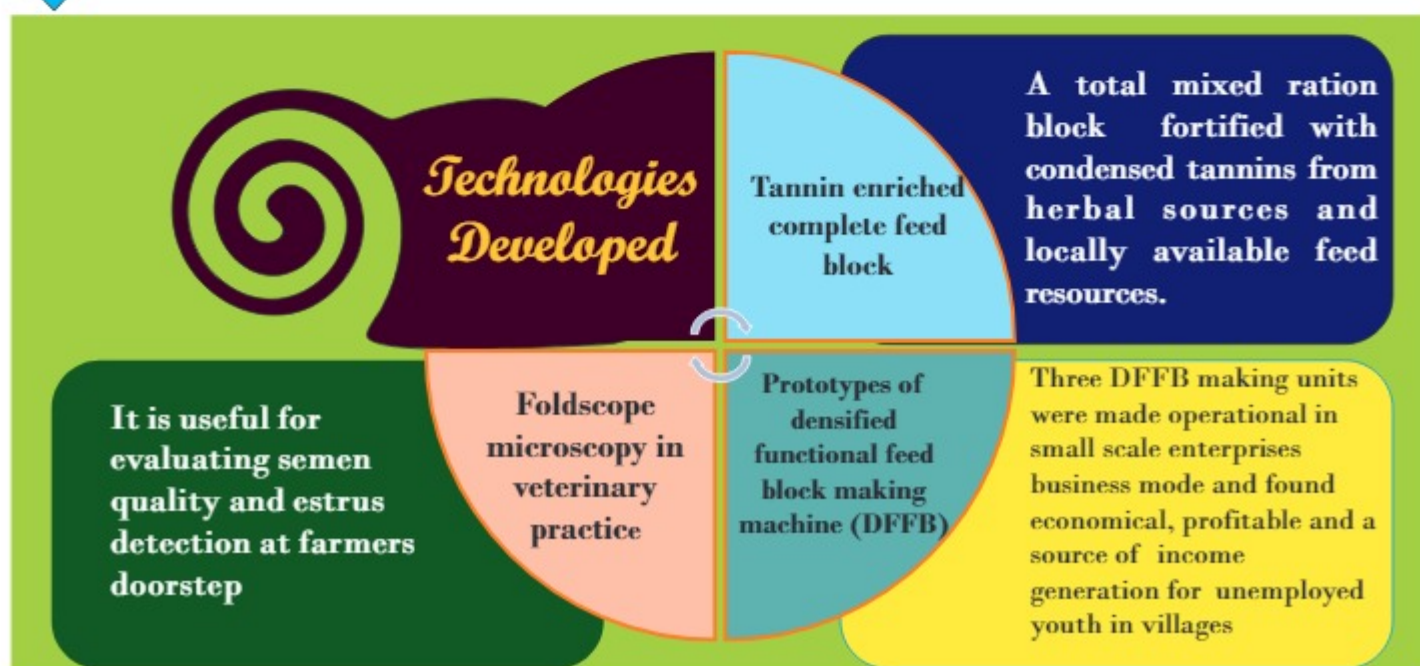 Technologies
Developed
Tannin enriched
complete feed
block
A total mixed ration
block fortified with
condensed tannins from
herbal sources and
locally available feed
resources.
It is useful for
evaluating semen
quality and estrus
detection at farmers
doorstep
Foldscope
microscopy in
veterinary
practice
Prototypes of
densified
functional feed
block making
machine (DFFB)
Three DFFB making units
were made operational in
small scale enterprises
business mode and found
economical, profitable and a
source of income
generation for unemployed
youth in villages